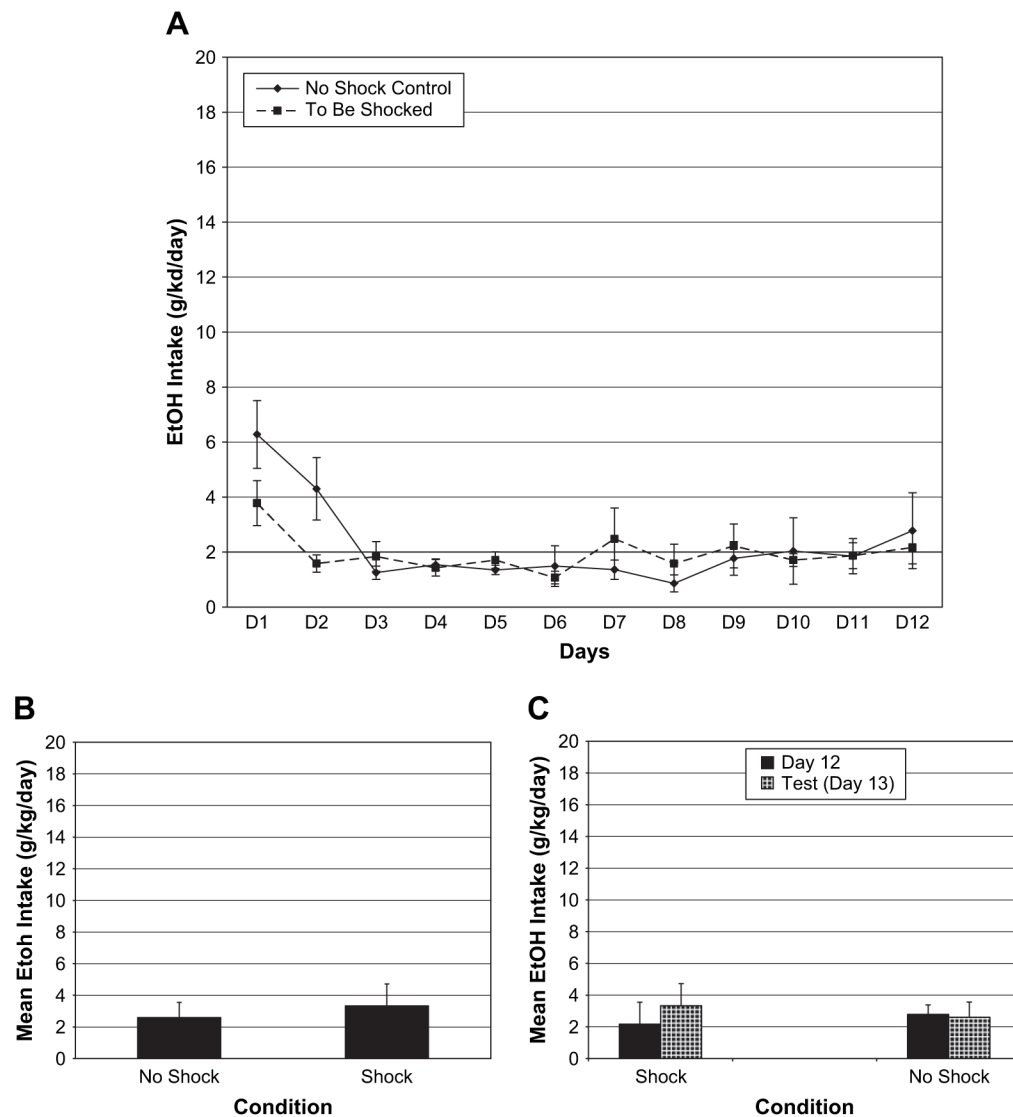 A
20
18
16
14
12
10
8
6
4
2
0
EtOH Intake (g/kd/day)
No Shock Control
To Be Shocked
D1 D2 D3 D4 D5 D6 D7 D8 D9 D10 D11 D12
Days
B
20
18
16
14
12
10
8
6
4
2
0
Mean Etoh Intake (g/kg/day)
No Shock Shock
Condition
C
20
18
16
14
12
10
8
6
4
2
0
Mean EtOH Intake (g/kg/day)
Day 12
Test (Day 13)
Shock No Shock
Condition